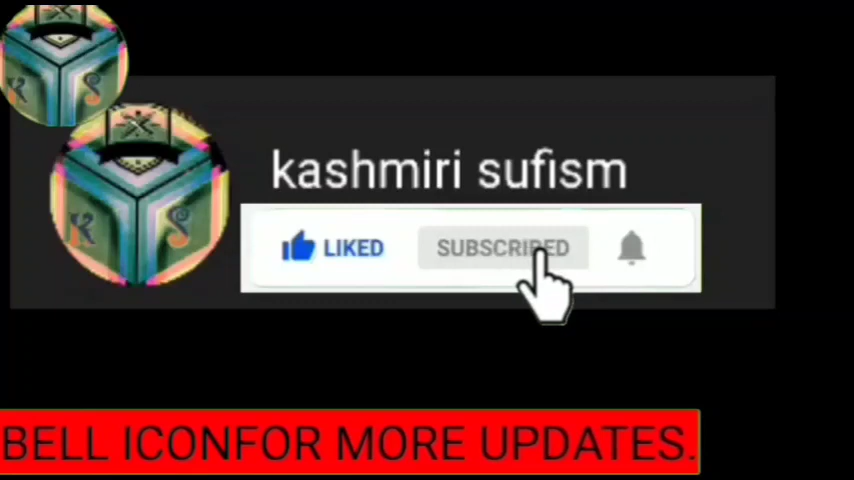 K S
K S
kashmiri sufism
LIKED SUBSCRIBED
BELL ICONFOR MORE UPDATES.